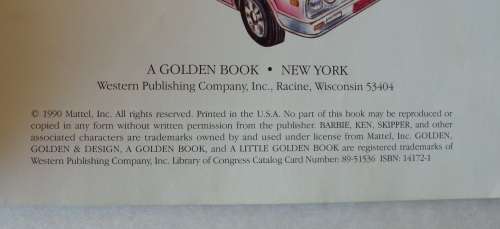 A GOLDEN BOOK • NEW YORK
Western Publishing Company, Inc., Racine, Wisconsin 53404
© 1990 Mattel, Inc. All rights reserved. Printed in the U.S.A. No part of this book may be reproduced or
copied in any form without written permission from the publisher. BARBIE, KEN, SKIPPER, and other
associated characters are trademarks owned by and used under license from Mattel, Inc. GOLDEN,
GOLDEN & DESIGN, A GOLDEN BOOK, and A LITTLE GOLDEN BOOK are registered trademarks of
Western Publishing Company, Inc. Library of Congress Catalog Card Number: 89-51536 ISBN: 14172-1